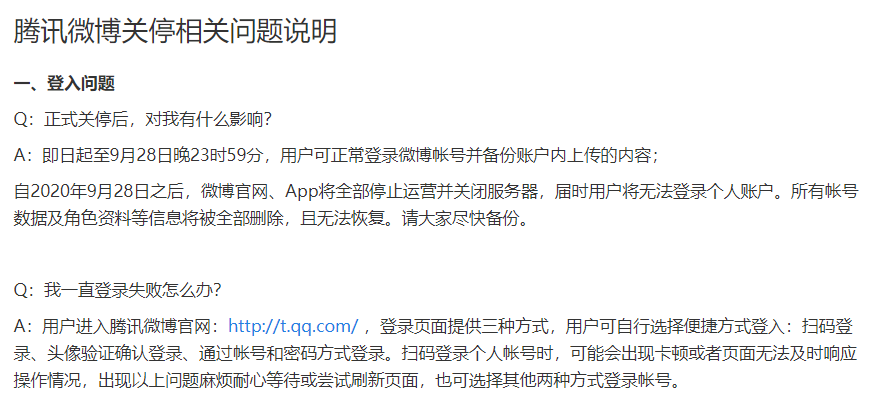 腾讯微博关停相关问题说明
一、登入问题
Q：正式关停后，对我有什么影响？
A：即日起至9月28日晚23时59分，用户可正常登录微博帐号并备份账户内上传的内容；
自2020年9月28日之后，微博官网、App将全部停止运营并关闭服务器，届时用户将无法登录个人账户。所有帐号
数据及角色资料等信息将被全部删除，且无法恢复。请大家尽快备份。
Q：我一直登录失败怎么办？
A：用户进入腾讯微博官网：http://t.qq.com/ ，登录页面提供三种方式，用户可自行选择便捷方式登入：扫码登
录、头像验证确认登录、通过帐号和密码方式登录。扫码登录个人帐号时，可能会出现卡顿或者页面无法及时响应
操作情况，出现以上问题麻烦耐心等待或尝试刷新页面，也可选择其他两种方式登录帐号。